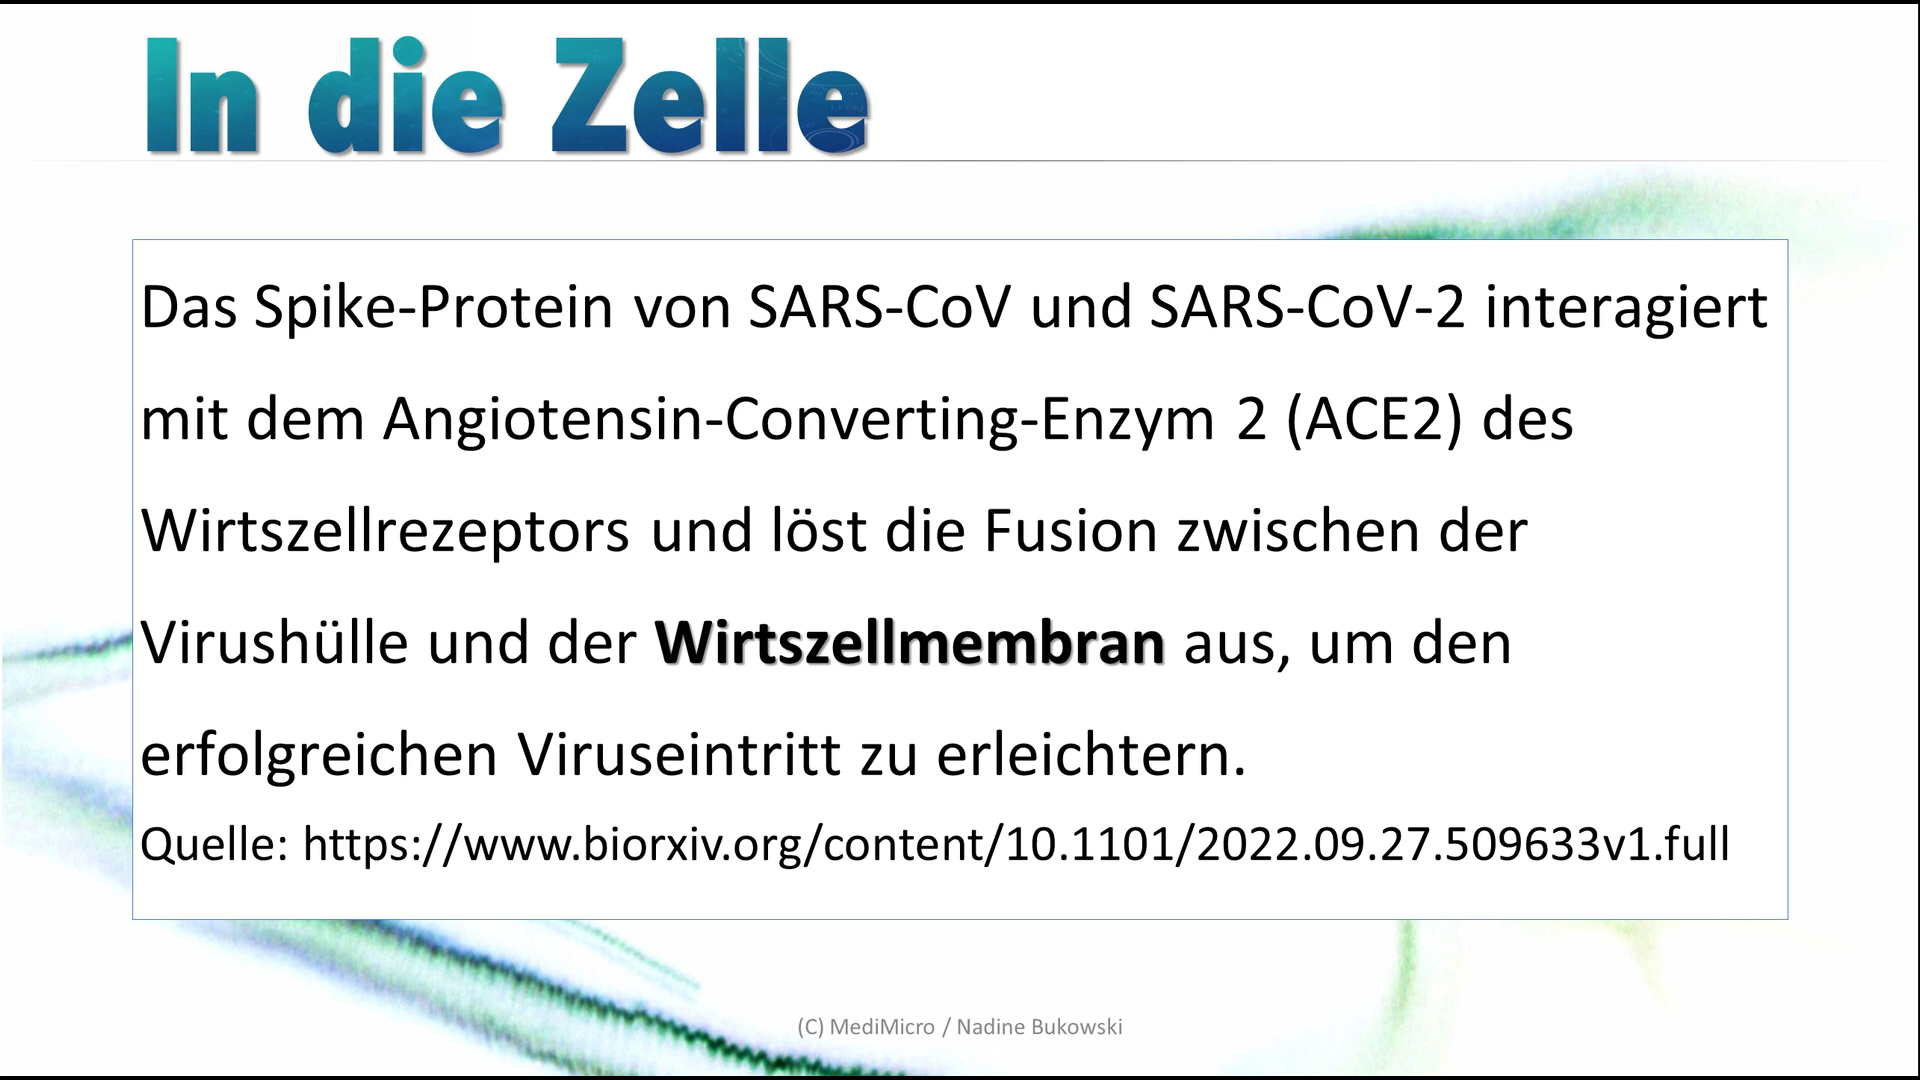 In die Zelle
Das Spike-Protein von SARS-CoV und SARS-CoV-2 interagiert
mit dem Angiotensin-Converting-Enzym 2 (ACE2) des
Wirtszellrezeptors und löst die Fusion zwischen der
Virushülle und der Wirtszellmembran aus, um den
erfolgreichen Viruseintritt zu erleichtern.
Quelle: https://www.biorxiv.org/content/10.1101/2022.09.27.509633v1.full
(C) MediMicro / Nadine Bukowski